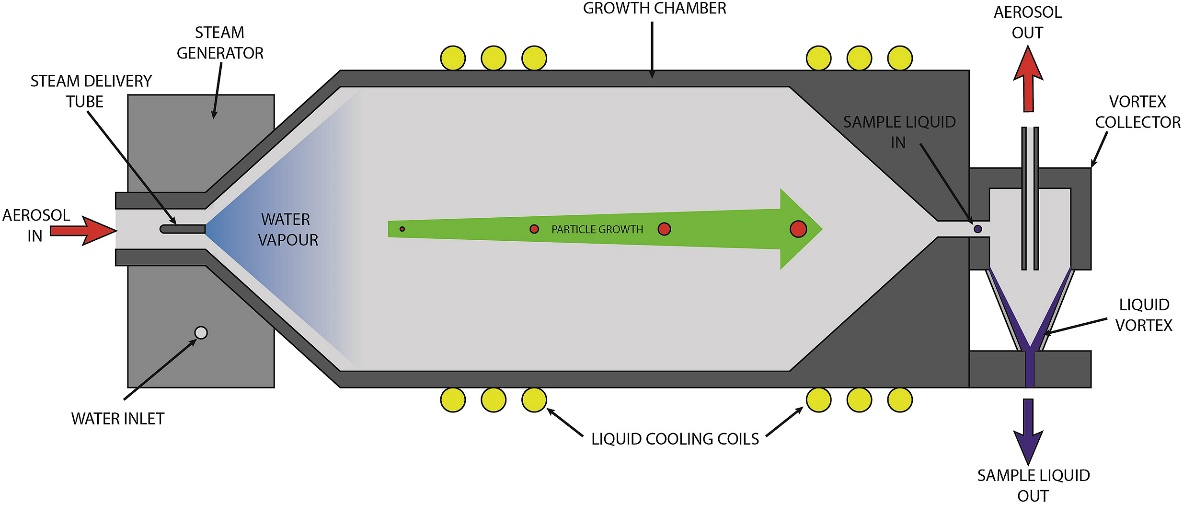 GROWTH CHAMBER
AEROSOL
OUT
STEAM
GENERATOR
STEAM DELIVERY
TUBE
VORTEX
COLLECTOR
SAMPLE LIQUID
IN
AEROSOL
IN
WATER
VAPOUR
PARTICLE GROWTH
LIQUID
VORTEX
WATER INLET
LIQUID COOLING COILS
SAMPLE LIQUID
OUT